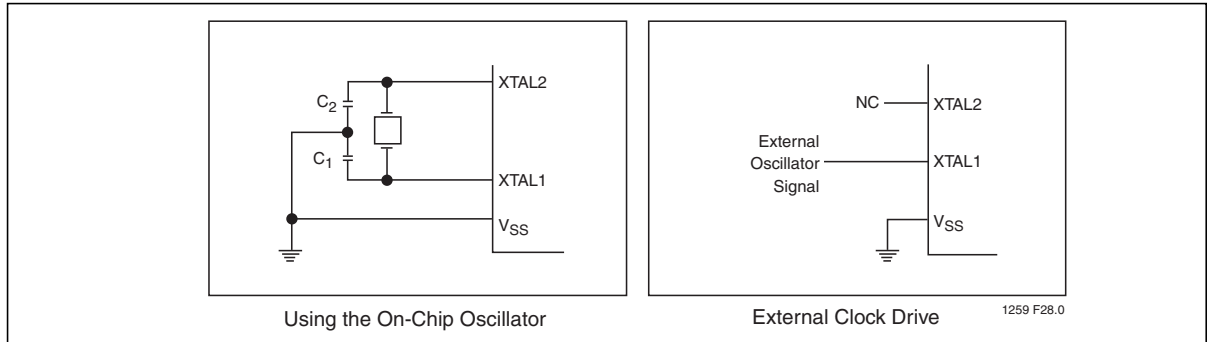 XTAL2
C2
C1
XTAL1
VSS
Using the On-Chip Oscillator
NC
XTAL2
External
Oscillator
Signal
XTAL1
VSS
External Clock Drive
1259 F28.0